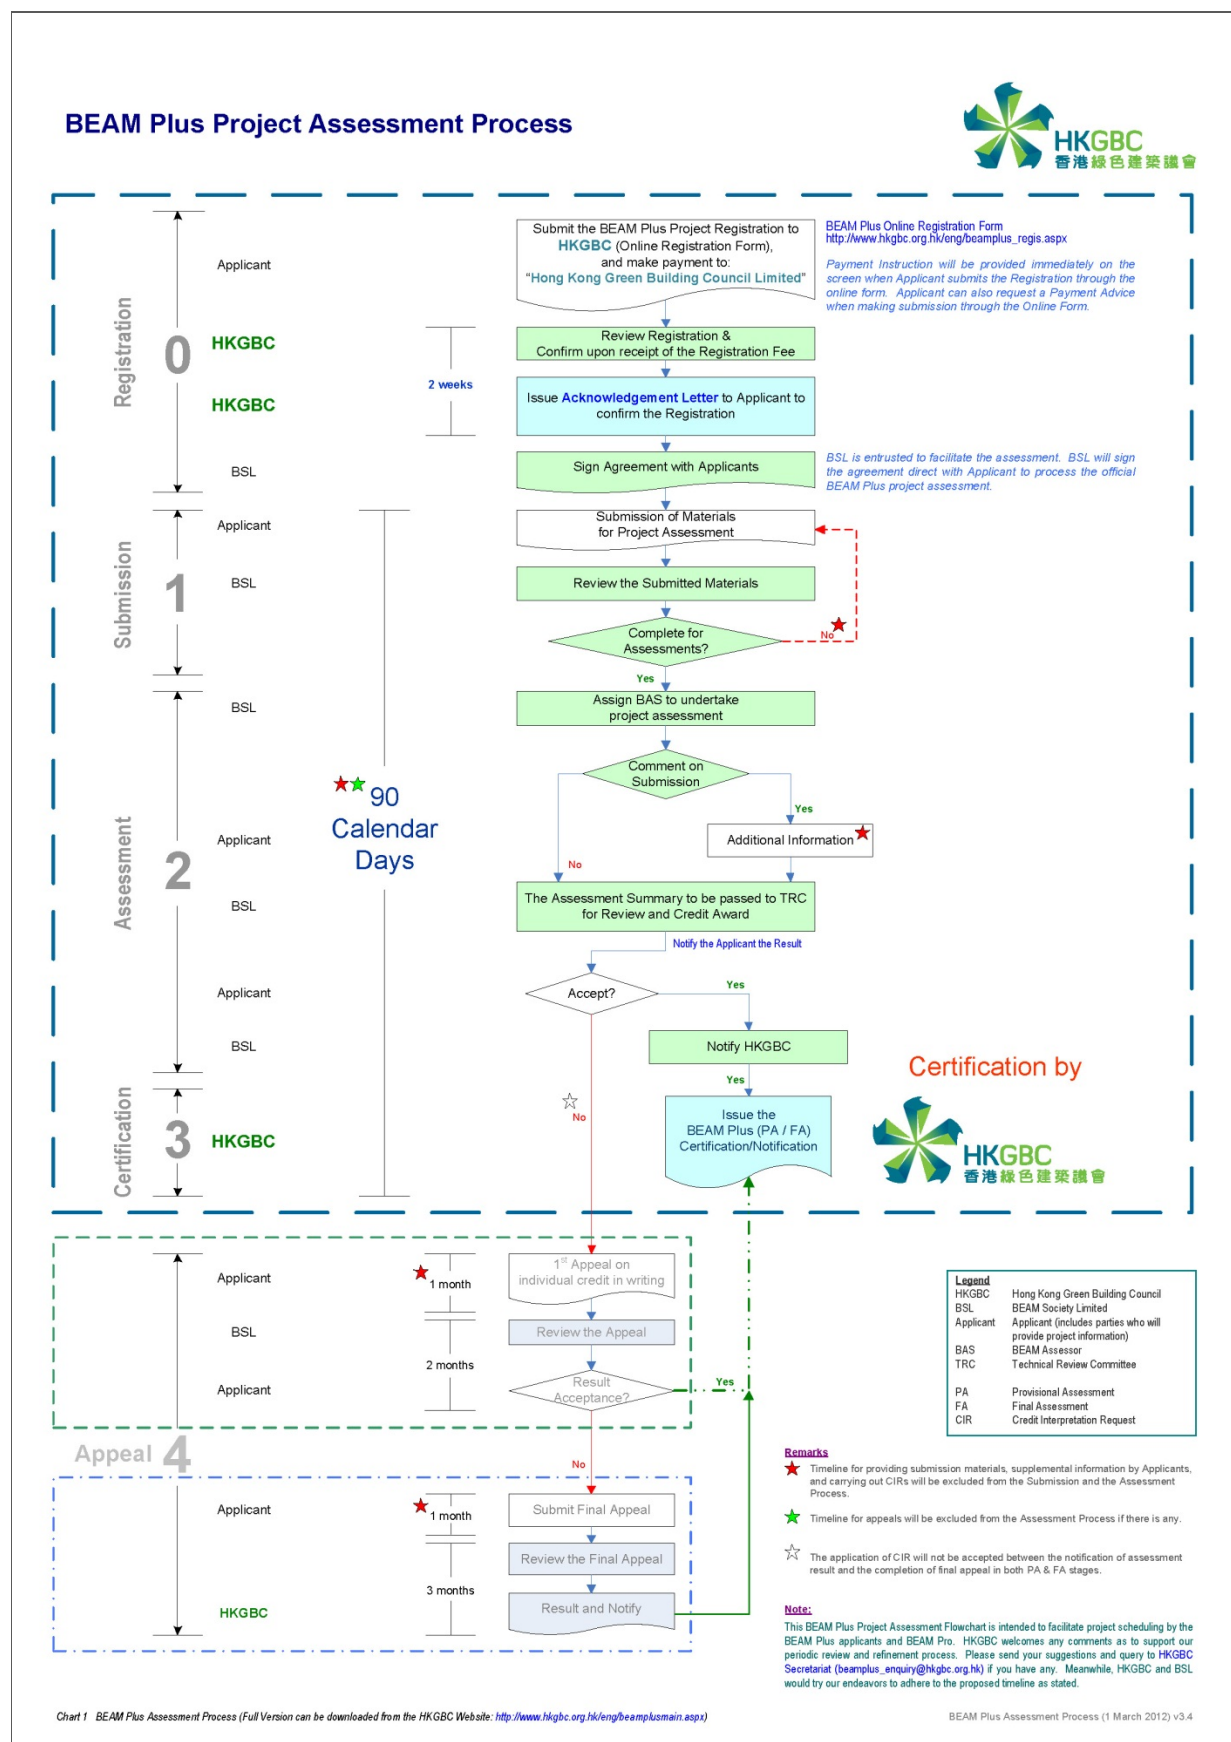 BEAM Plus Project Assessment Process
HKGBC
香港綠色建築議會
Registration
0
Applicant
HKGBC
HKGBC
BSL
2 weeks
Submit the BEAM Plus Project Registration to
HKGBC (Online Registration Form),
and make payment to:
“Hong Kong Green Building Council Limited”
BEAM Plus Online Registration Form
http://www.hkgbc.org.hk/eng/beamplus_regis.aspx
Payment Instruction will be provided immediately on the
screen when Applicant submits the Registration through the
online form. Applicant can also request a Payment Advice
when making submission through the Online Form.
Review Registration &
Confirm upon receipt of the Registration Fee
Issue Acknowledgement Letter to Applicant to
confirm the Registration
Sign Agreement with Applicants
BSL is entrusted to facilitate the assessment. BSL will sign
the agreement direct with Applicant to process the official
BEAM Plus project assessment.
Submission
1
Applicant
BSL
Submission of Materials
for Project Assessment
Review the Submitted Materials
Complete for
Assessments?
No
Yes
Assessment
2
BSL
Applicant
BSL
Applicant
BSL
90
Calendar
Days
Assign BAS to undertake
project assessment
Comment on
Submission
Yes
Additional Information
No
The Assessment Summary to be passed to TRC
for Review and Credit Award
Notify the Applicant the Result
Accept?
Yes
Notify HKGBC
Yes
No
Certification
3
HKGBC
Issue the
BEAM Plus (PA / FA)
Certification/Notification
Certification by
HKGBC
香港綠色建築議會
Appeal 4
Applicant
BSL
Applicant
1 month
2 months
1st Appeal on
individual credit in writing
Review the Appeal
Result
Acceptance?
Yes
No
Applicant
HKGBC
1 month
3 months
Submit Final Appeal
Review the Final Appeal
Result and Notify
Legend
HKGBC Hong Kong Green Building Council
BSL BEAM Society Limited
Applicant Applicant (includes parties who will
provide project information)
BAS BEAM Assessor
TRC Technical Review Committee
PA Provisional Assessment
FA Final Assessment
CIR Credit Interpretation Request
Remarks
Timeline for providing submission materials, supplemental information by Applicants,
and carrying out CIRs will be excluded from the Submission and the Assessment
Process.
Timeline for appeals will be excluded from the Assessment Process if there is any.
The application of CIR will not be accepted between the notification of assessment
result and the completion of final appeal in both PA & FA stages.
Note:
This BEAM Plus Project Assessment Flowchart is intended to facilitate project scheduling by the
BEAM Plus applicants and BEAM Pro. HKGBC welcomes any comments as to support our
periodic review and refinement process. Please send your suggestions and query to HKGBC
Secretariat (beamplus_enquiry@hkgbc.org.hk) if you have any. Meanwhile, HKGBC and BSL
would try our endeavors to adhere to the proposed timeline as stated.
Chart 1 BEAM Plus Assessment Process (Full Version can be downloaded from the HKGBC Website: http://www.hkgbc.org.hk/eng/beamplusmain.aspx)
BEAM Plus Assessment Process (1 March 2012) v3.4